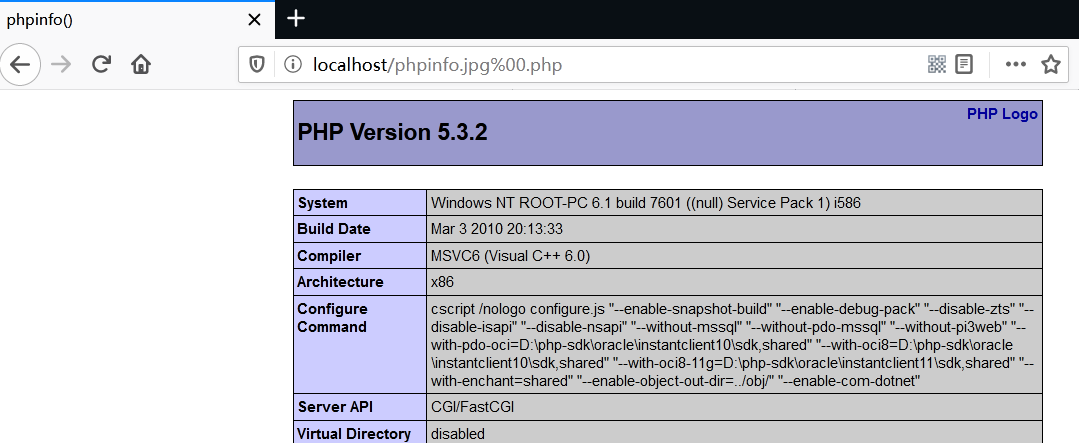 phpinfo()
localhost/phpinfo.jpg%00.php
PHP Logo
PHP Version 5.3.2
System Windows NT ROOT-PC 6.1 build 7601 ((null) Service Pack 1) i586
Build Date Mar 3 2010 20:13:33
Compiler MSVC6 (Visual C++ 6.0)
Architecture x86
Configure Command cscript /nologo configure.js "--enable-snapshot-build" "--enable-debug-pack" "--disable-zts" "--
disable-isapi" "--disable-nsapi" "--without-mssql" "--without-pdo-mssql" "--without-pi3web" "--
with-pdo-oci=D:\php-sdk\oracle\instantclient10\sdk,shared" "--with-oci8=D:\php-sdk\oracle
\instantclient10\sdk,shared" "--with-oci8-11g=D:\php-sdk\oracle\instantclient11\sdk,shared" "--
with-enchant=shared" "--enable-object-out-dir=../obj/" "--enable-com-dotnet"
Server API CGI/FastCGI
Virtual Directory disabled